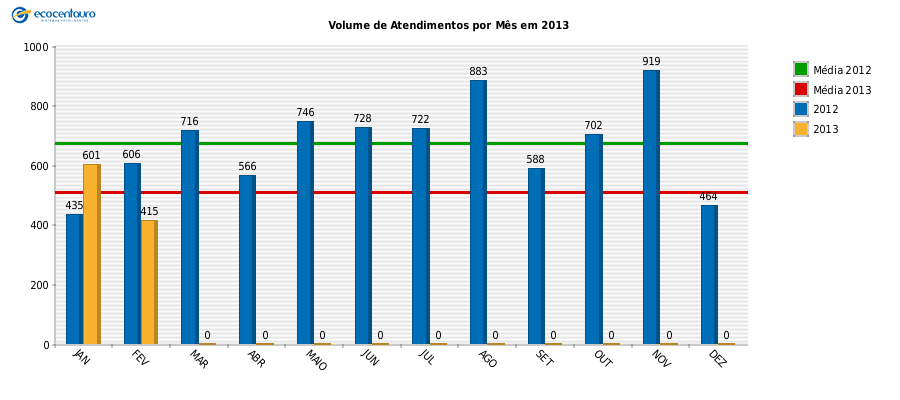 ecocentauro
Volume de Atendimentos por Mês em 2013
1000
800
600
400
200
0
435
601
606
415
716
0
566
0
746
0
728
0
722
0
883
0
588
0
702
0
919
0
464
0
JAN
FEV
MAR
ABR
MAIO
JUN
JUL
AGO
SET
OUT
NOV
DEZ
Média 2012
Média 2013
2012
2013